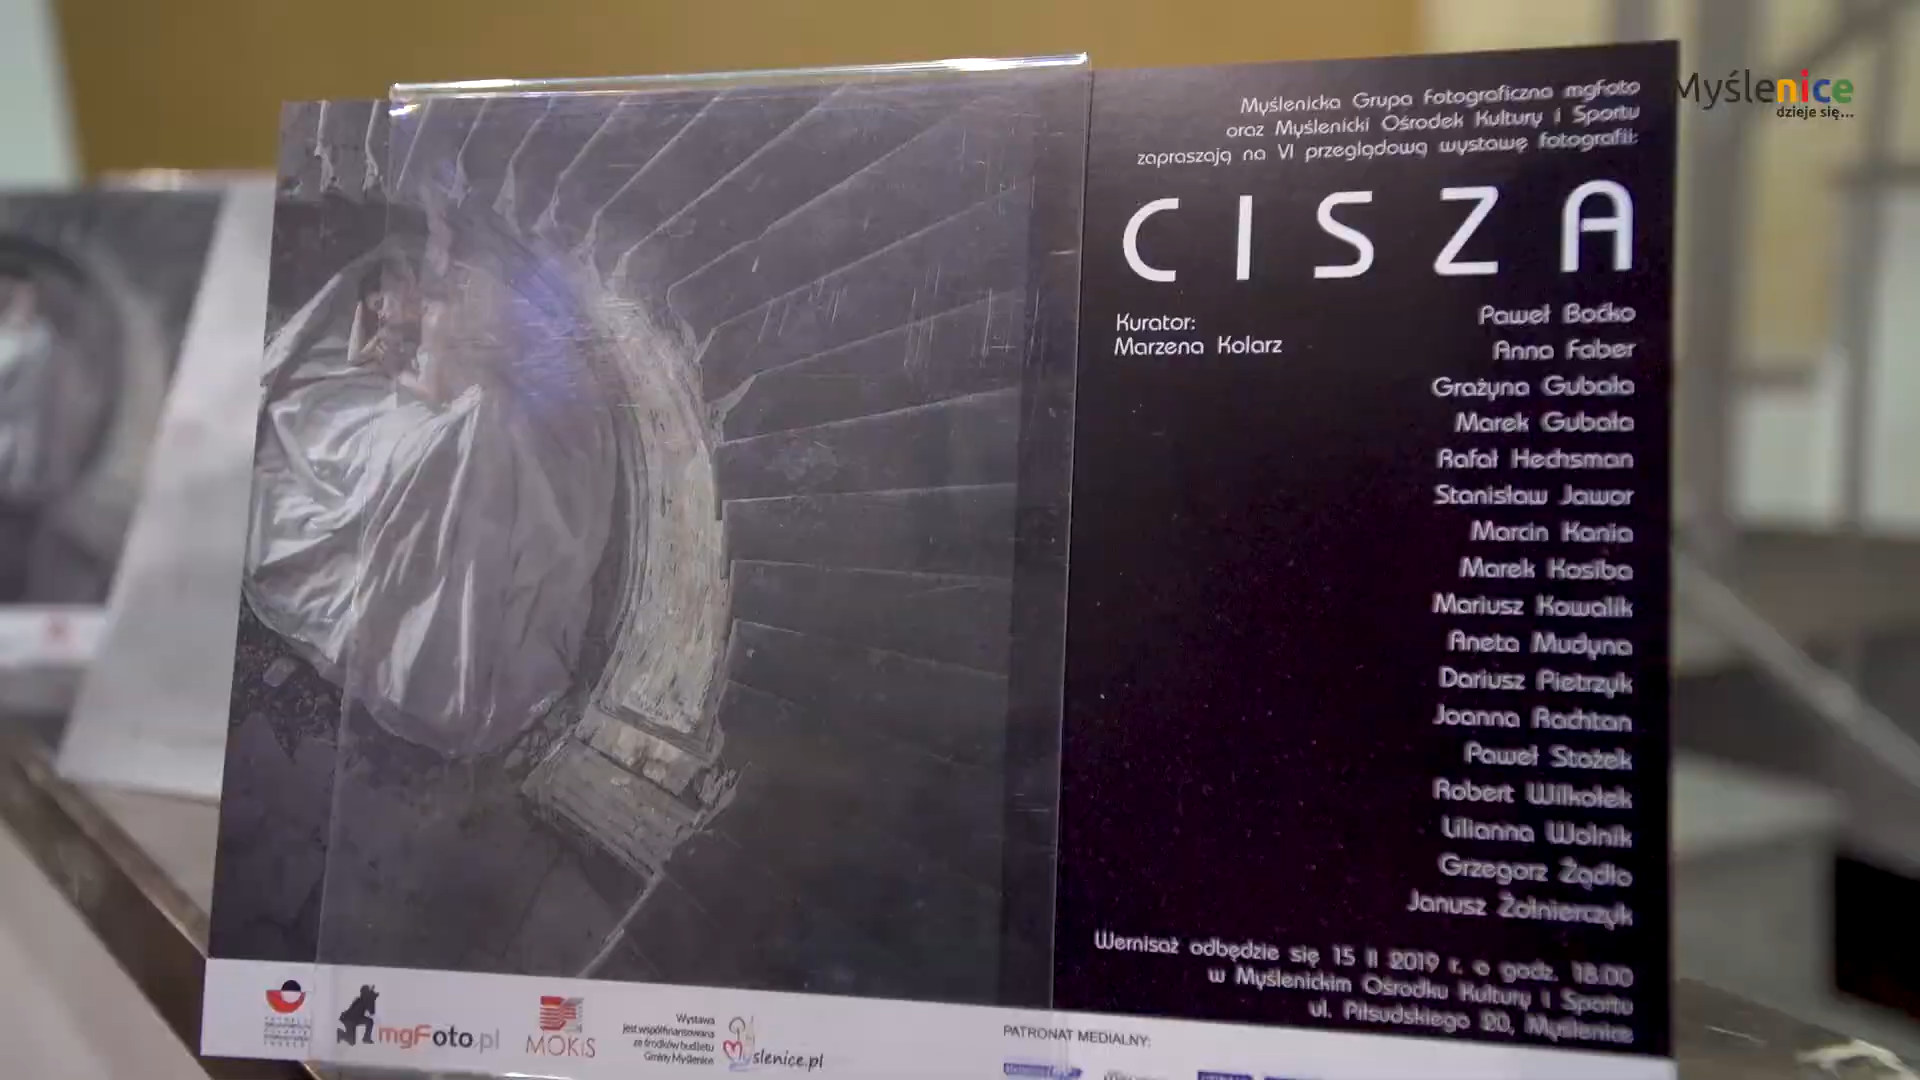 Myślenice
dzieje się...
Myślenicka Grupa Fotograficzna mgFoto
oraz Myślenicki Ośrodek Kultury i Sportu
zapraszają na VI przeglądową wystawę fotografii:
CISZA
Kurator:
Marzena Kolarz
Paweł Boćko
Anna Faber
Grażyna Gubała
Marek Gubała
Rafał Hechsman
Stanisław Jawor
Marcin Kania
Marek Kosiba
Mariusz Kowalik
Aneta Mudyna
Dariusz Pietrzyk
Joanna Rachtan
Paweł Stożek
Robert Wilkołek
Lilianna Wolnik
Grzegorz Żądło
Janusz Żołnierczyk
Wernisaż odbędzie się 15 II 2019 r. o godz. 18.00
w Myślenickim Ośrodku Kultury i Sportu
ul. Piłsudskiego 20, Myślenice
mgFoto.pl
MOKiS
Wystawa
jest współfinansowana
ze środków budżetu
Gminy Myślenice
Myslenice.pl
PATRONAT MEDIALNY: